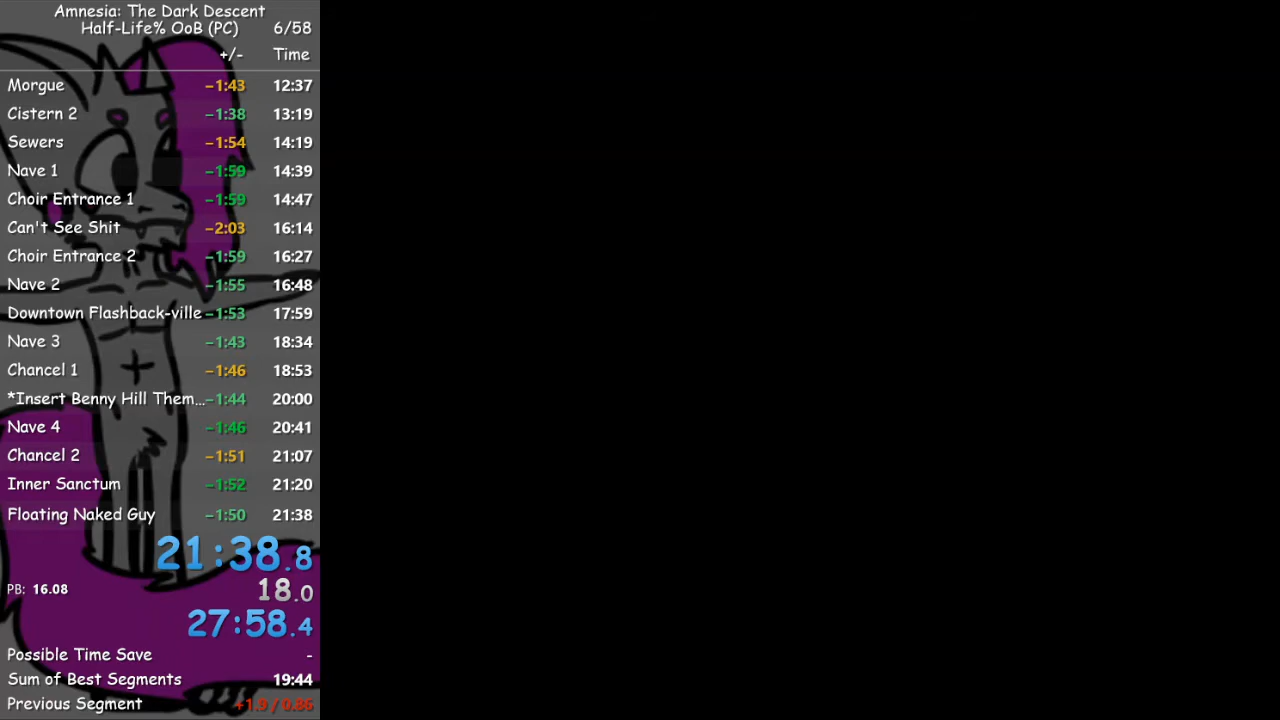 Amnesia: The Dark Descent
Half-Life% OoB (PC) 6/58
+/- Time
Morgue −1:43 12:37
Cistern 2 −1:38 13:19
Sewers −1:54 14:19
Nave 1 −1:59 14:39
Choir Entrance 1 −1:59 14:47
Can't See Shit −2:03 16:14
Choir Entrance 2 −1:59 16:27
Nave 2 −1:55 16:48
Downtown Flashback-ville −1:53 17:59
Nave 3 −1:43 18:34
Chancel 1 −1:46 18:53
*Insert Benny Hill Them... −1:44 20:00
Nave 4 −1:46 20:41
Chancel 2 −1:51 21:07
Inner Sanctum −1:52 21:20
Floating Naked Guy −1:50 21:38
21:38.8
PB: 16.08 18.0
27:58.4
Possible Time Save -
Sum of Best Segments 19:44
Previous Segment +1.9 / 0.86